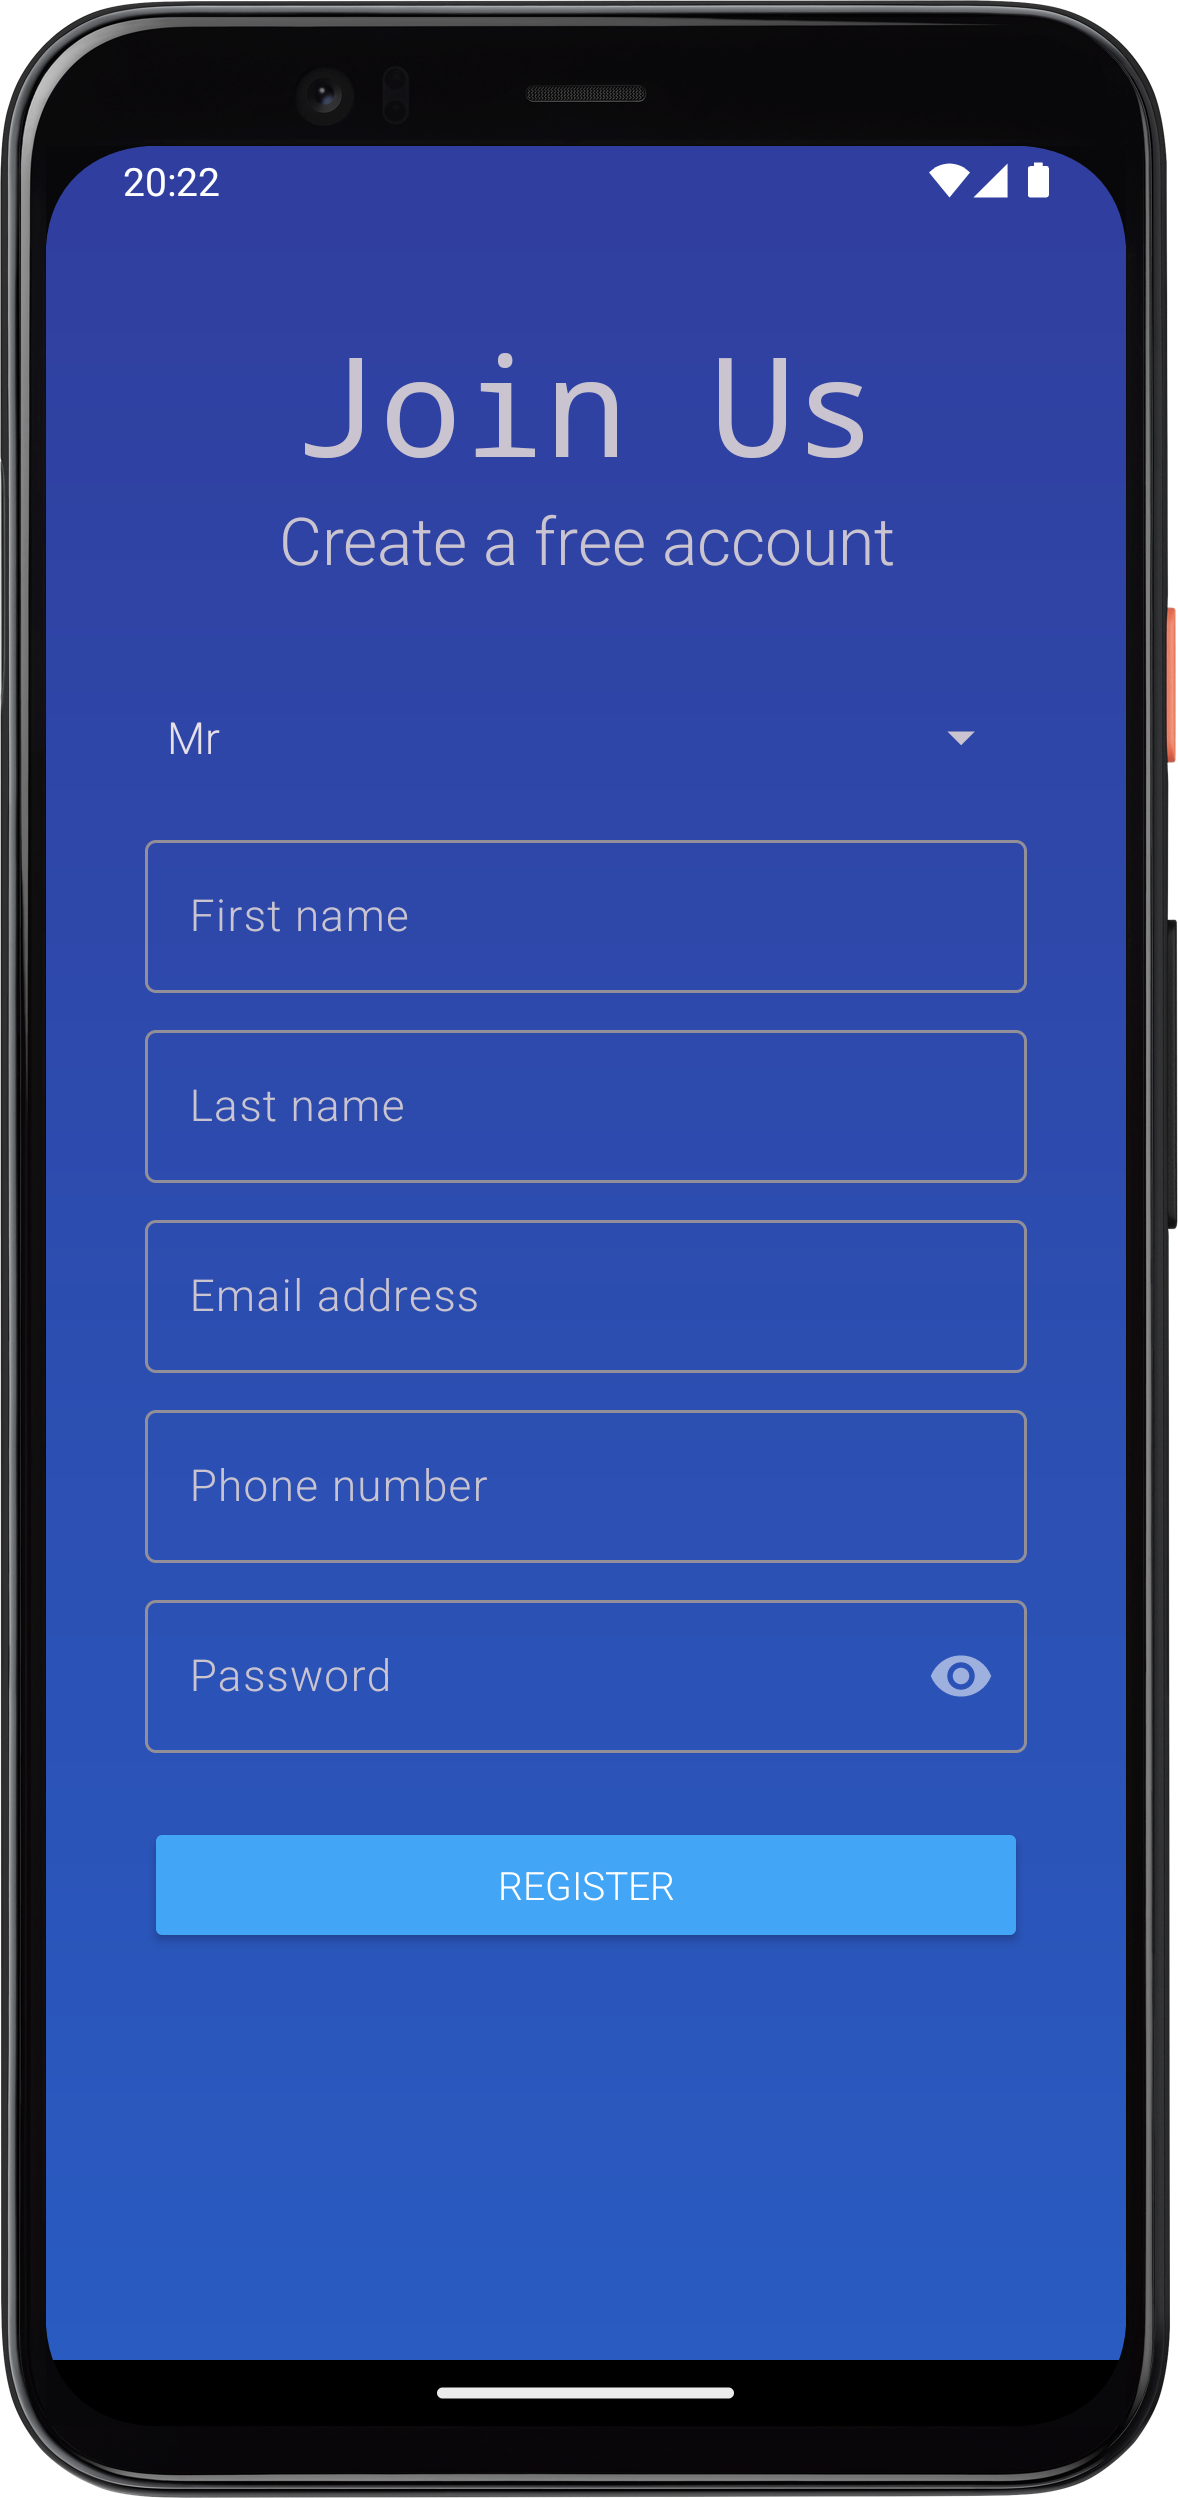 20:22
Join Us
Create a free account
Mr
First name
Last name
Email address
Phone number
Password
REGISTER